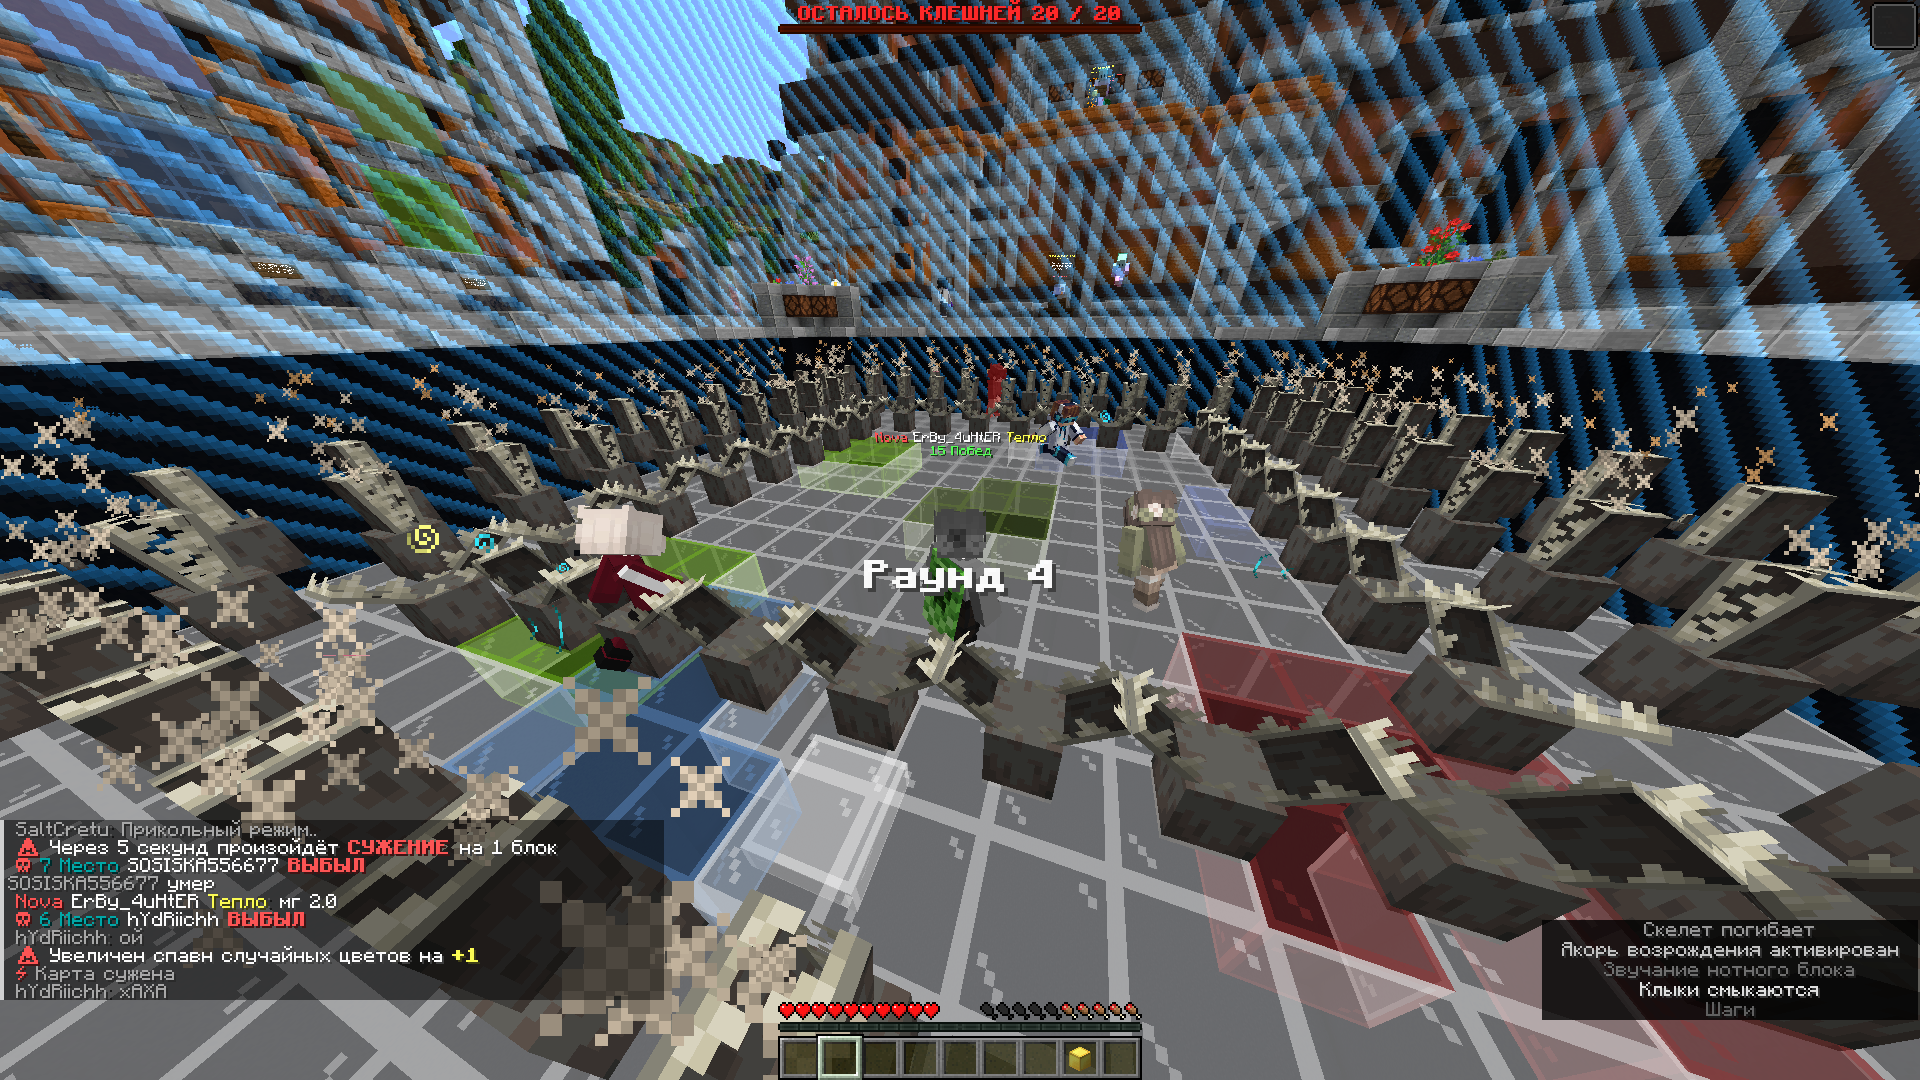 ОСТАЛОСЬ КЛЕШНЕЙ 20 / 20
Nova ErBy_4uHtER Тепло
15 Побед
Раунд 4
SaltCretu: Прикольный режим..
Через 5 секунд произойдёт СУЖЕНИЕ на 1 блок
7 Место SOSISKA556677 ВЫБЫЛ
SOSISKA556677 умер
Nova ErBy_4uHtER Тепло: мг 2.0
6 Место hYdRiichh ВЫБЫЛ
hYdRiichh: ой
Увеличен спавн случайных цветов на +1
Карта сужена
hYdRiichh: xAXA
Скелет погибает
Якорь возрождения активирован
Звучание нотного блока
Клыки смыкаются
Шаги